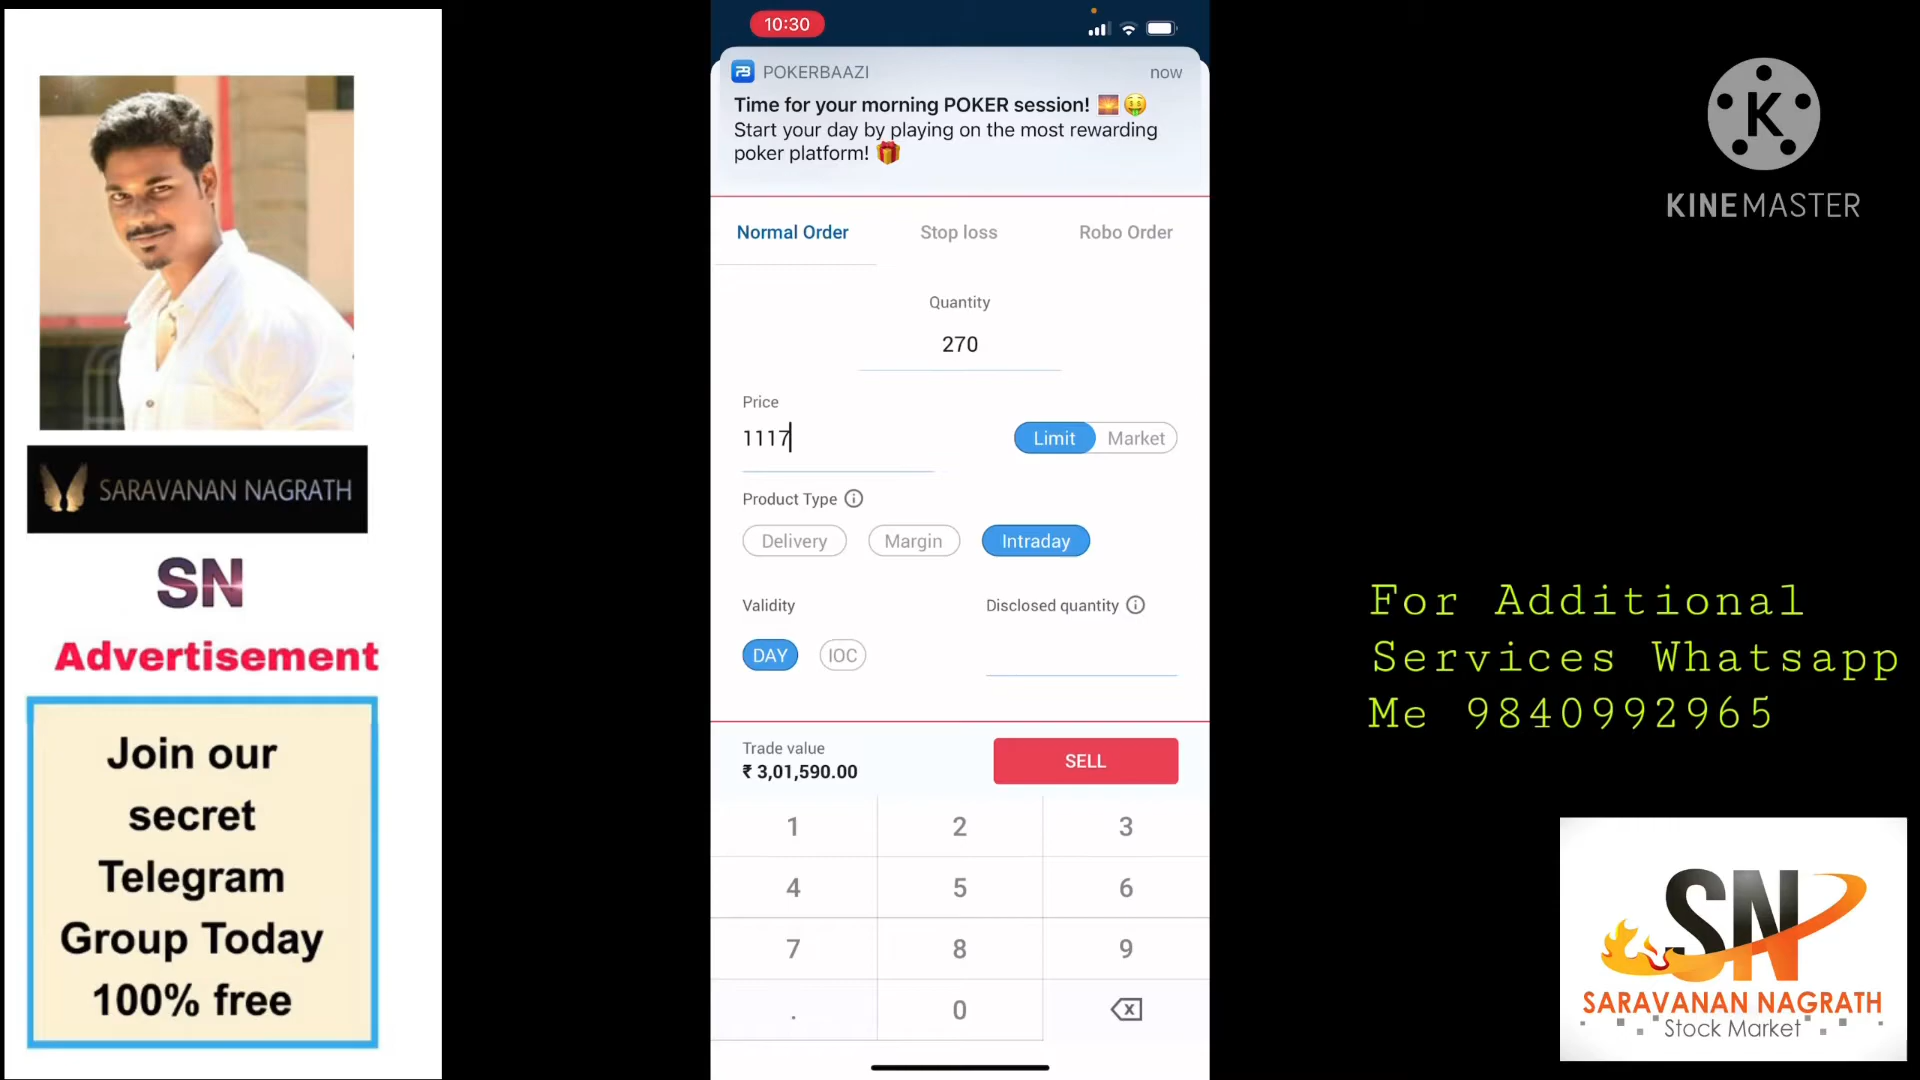 SARAVANAN NAGRATH
SN
Advertisement
Join our
secret
Telegram
Group Today
100% free
10:30
POKERBAAZI
now
Time for your morning POKER session! 🌅 🤑
Start your day by playing on the most rewarding
poker platform! 🎁
Normal Order
Stop loss
Robo Order
Quantity
270
Price
1117
Limit
Market
Product Type
Delivery
Margin
Intraday
Validity
Disclosed quantity
DAY
IOC
Trade value
₹ 3,01,590.00
SELL
1
2
3
4
5
6
7
8
9
.
0
K
KINEMASTER
For Additional
Services Whatsapp
Me 9840992965
SN
SARAVANAN NAGRATH
Stock Market